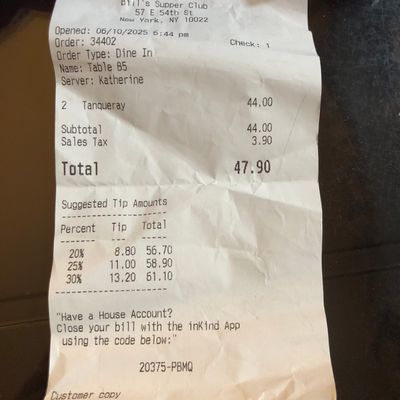 Bill's Supper Club
57 E 54th St
New York, NY 10022
Opened: 06/10/2025 6:44 pm
Order: 34402 Check: 1
Order Type: Dine In
Name: Table B5
Server: Katherine
2 Tanqueray 44.00
Subtotal 44.00
Sales Tax 3.90
Total 47.90
Suggested Tip Amounts
Percent Tip Total
20% 8.80 56.70
25% 11.00 58.90
30% 13.20 61.10
"Have a House Account?
Close your bill with the inKind App
using the code below:"
20375-PBMQ
Customer copy